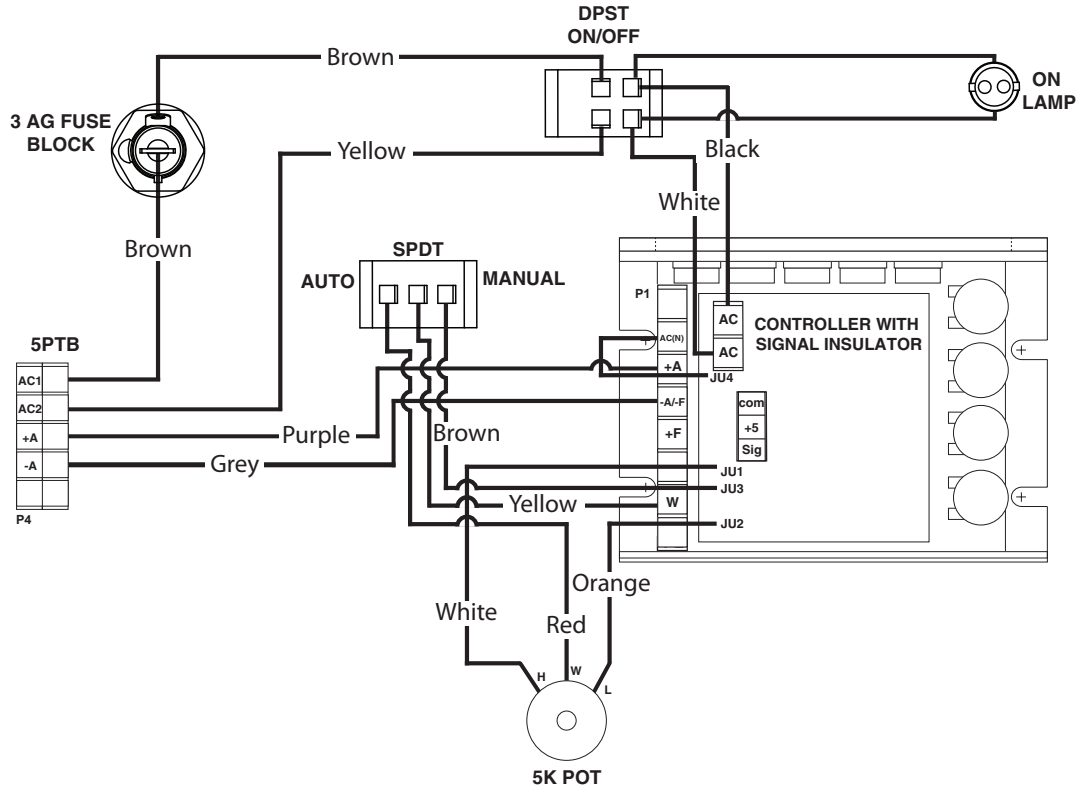 DPST
ON/OFF
Brown
ON
LAMP
3 AG FUSE
BLOCK
Yellow
Black
White
Brown
SPDT
AUTO
MANUAL
P1
AC
CONTROLLER WITH
SIGNAL INSULATOR
AC(N)
AC
5PTB
+A
JU4
AC1
AC2
-A/-F
com
+A
Purple
Brown
+F
+5
Sig
-A
Grey
JU1
JU3
Yellow
W
P4
JU2
Orange
White
Red
H
W
L
5K POT